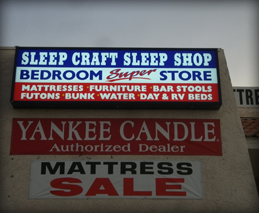 SLEEP CRAFT SLEEP SHOP
BEDROOM Super STORE
MATTRESSES · FURNITURE · BAR STOOLS
FUTONS · BUNK · WATER · DAY & RV BEDS
YANKEE CANDLE®
Authorized Dealer
MATTRESS
SALE